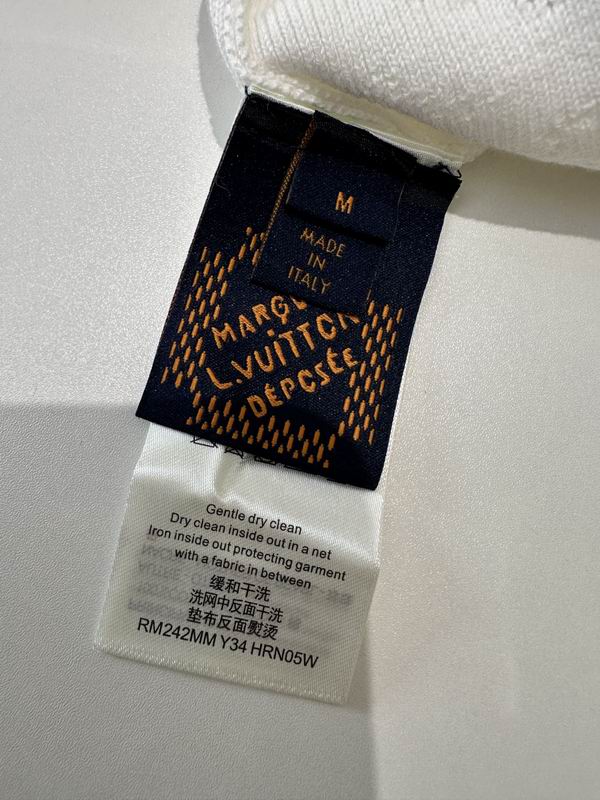 M
MADE
IN
ITALY
L.VUITTON
DÉPOSÉE
Gentle dry clean
Dry clean inside out in a net
Iron inside out protecting garment
with a fabric in between
缓和干洗
洗网中反面干洗
垫布反面熨烫
RM242MM Y34 HRN05W